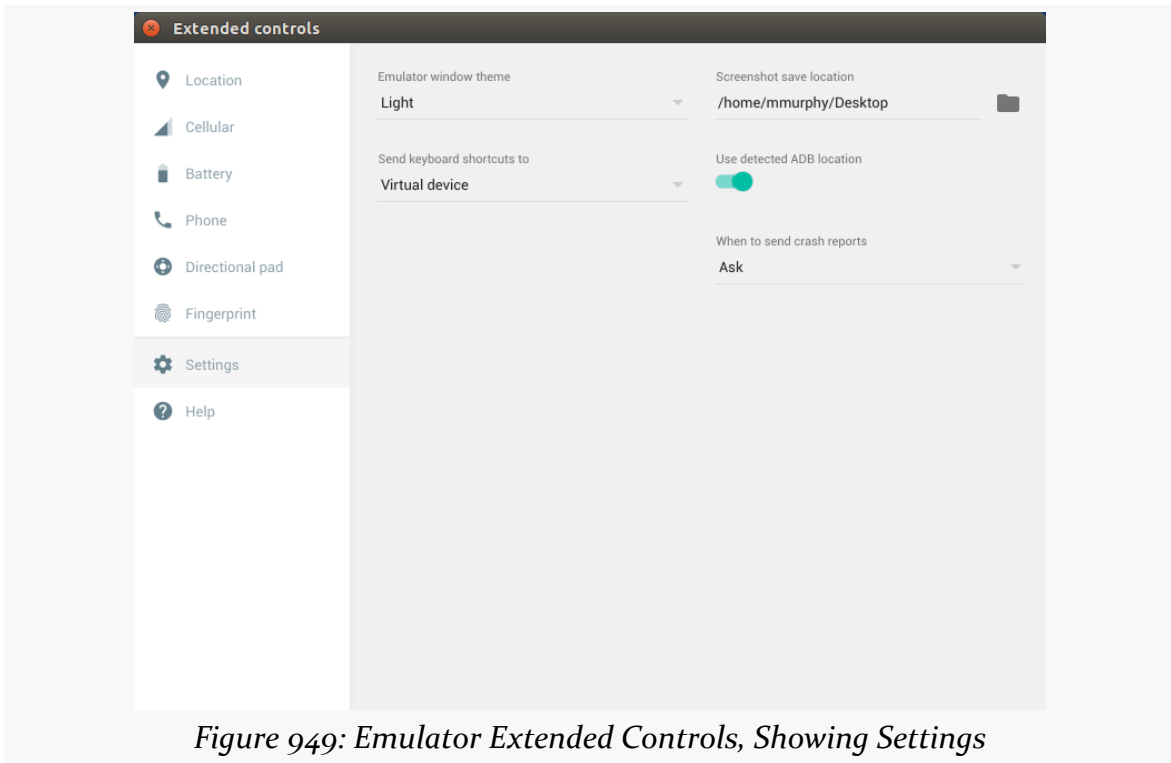 Extended controls
Location
Cellular
Battery
Phone
Directional pad
Fingerprint
Settings
Help
Emulator window theme
Light
Send keyboard shortcuts to
Virtual device
Screenshot save location
/home/mmurphy/Desktop
Use detected ADB location
When to send crash reports
Ask
Figure 949: Emulator Extended Controls, Showing Settings